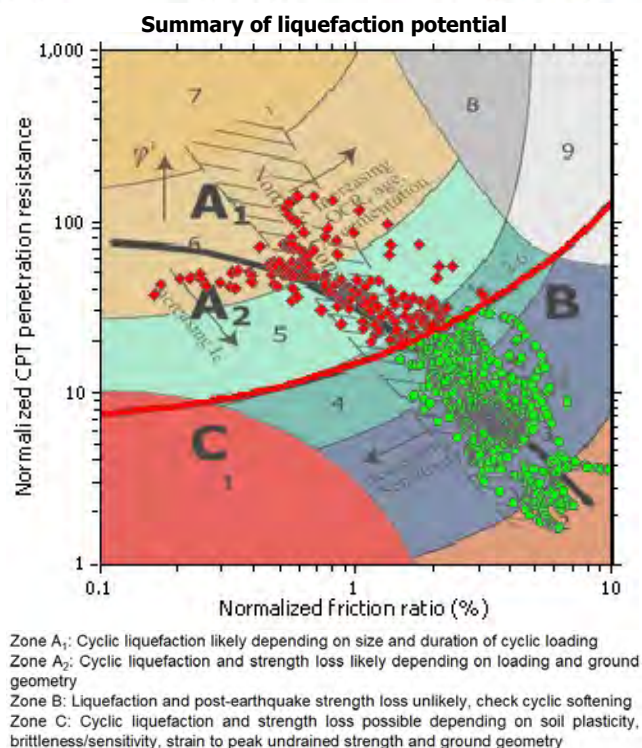 Summary of liquefaction potential
1,000
7
8
9
φ'
A1
Increasing
OCR, age,
cementation
100
6
A2
B
5
10
4
C
1
1
0.1
1
10
Normalized CPT penetration resistance
Normalized friction ratio (%)
Zone A1: Cyclic liquefaction likely depending on size and duration of cyclic loading
Zone A2: Cyclic liquefaction and strength loss likely depending on loading and ground
geometry
Zone B: Liquefaction and post-earthquake strength loss unlikely, check cyclic softening
Zone C: Cyclic liquefaction and strength loss possible depending on soil plasticity,
brittleness/sensitivity, strain to peak undrained strength and ground geometry